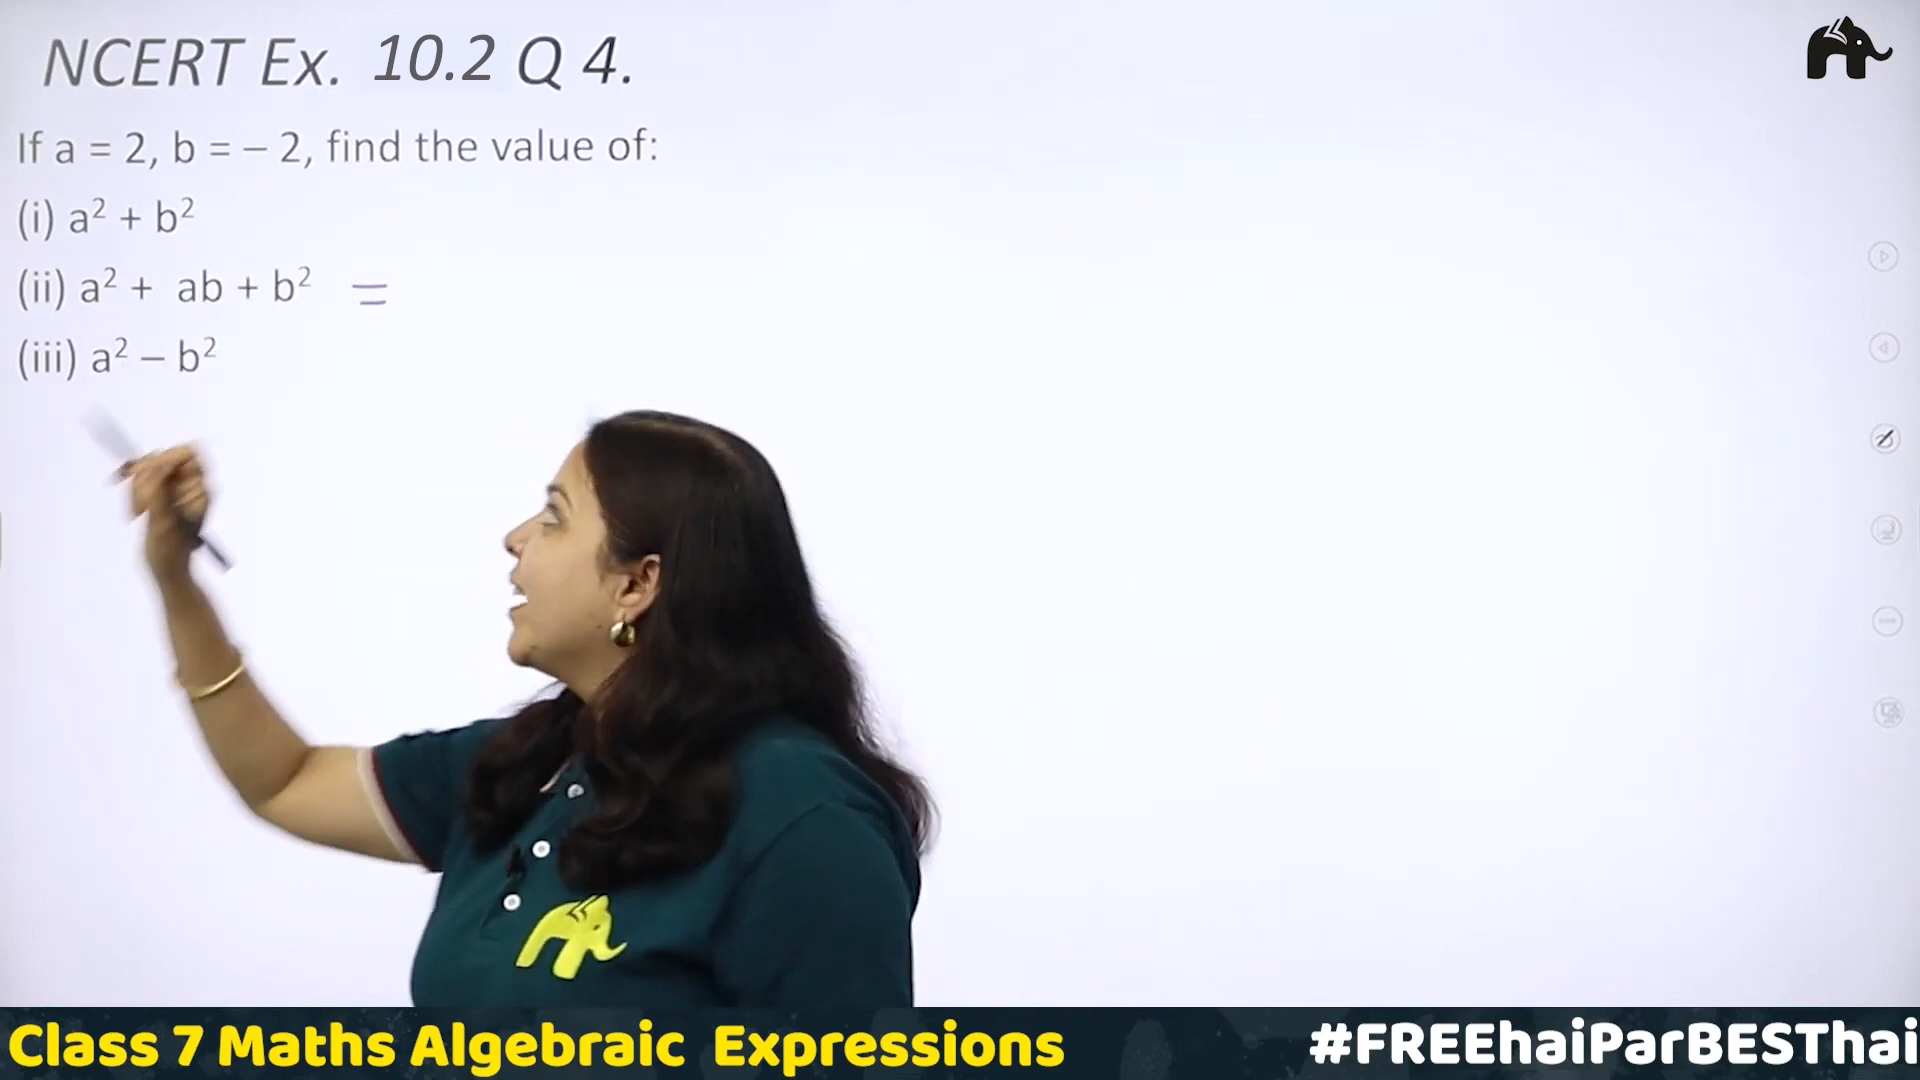 NCERT Ex. 10.2 Q 4.
If a = 2, b = – 2, find the value of:
(i) a² + b²
(ii) a² + ab + b² =
(iii) a² – b²
Class 7 Maths Algebraic Expressions
#FREEhaiParBESThai